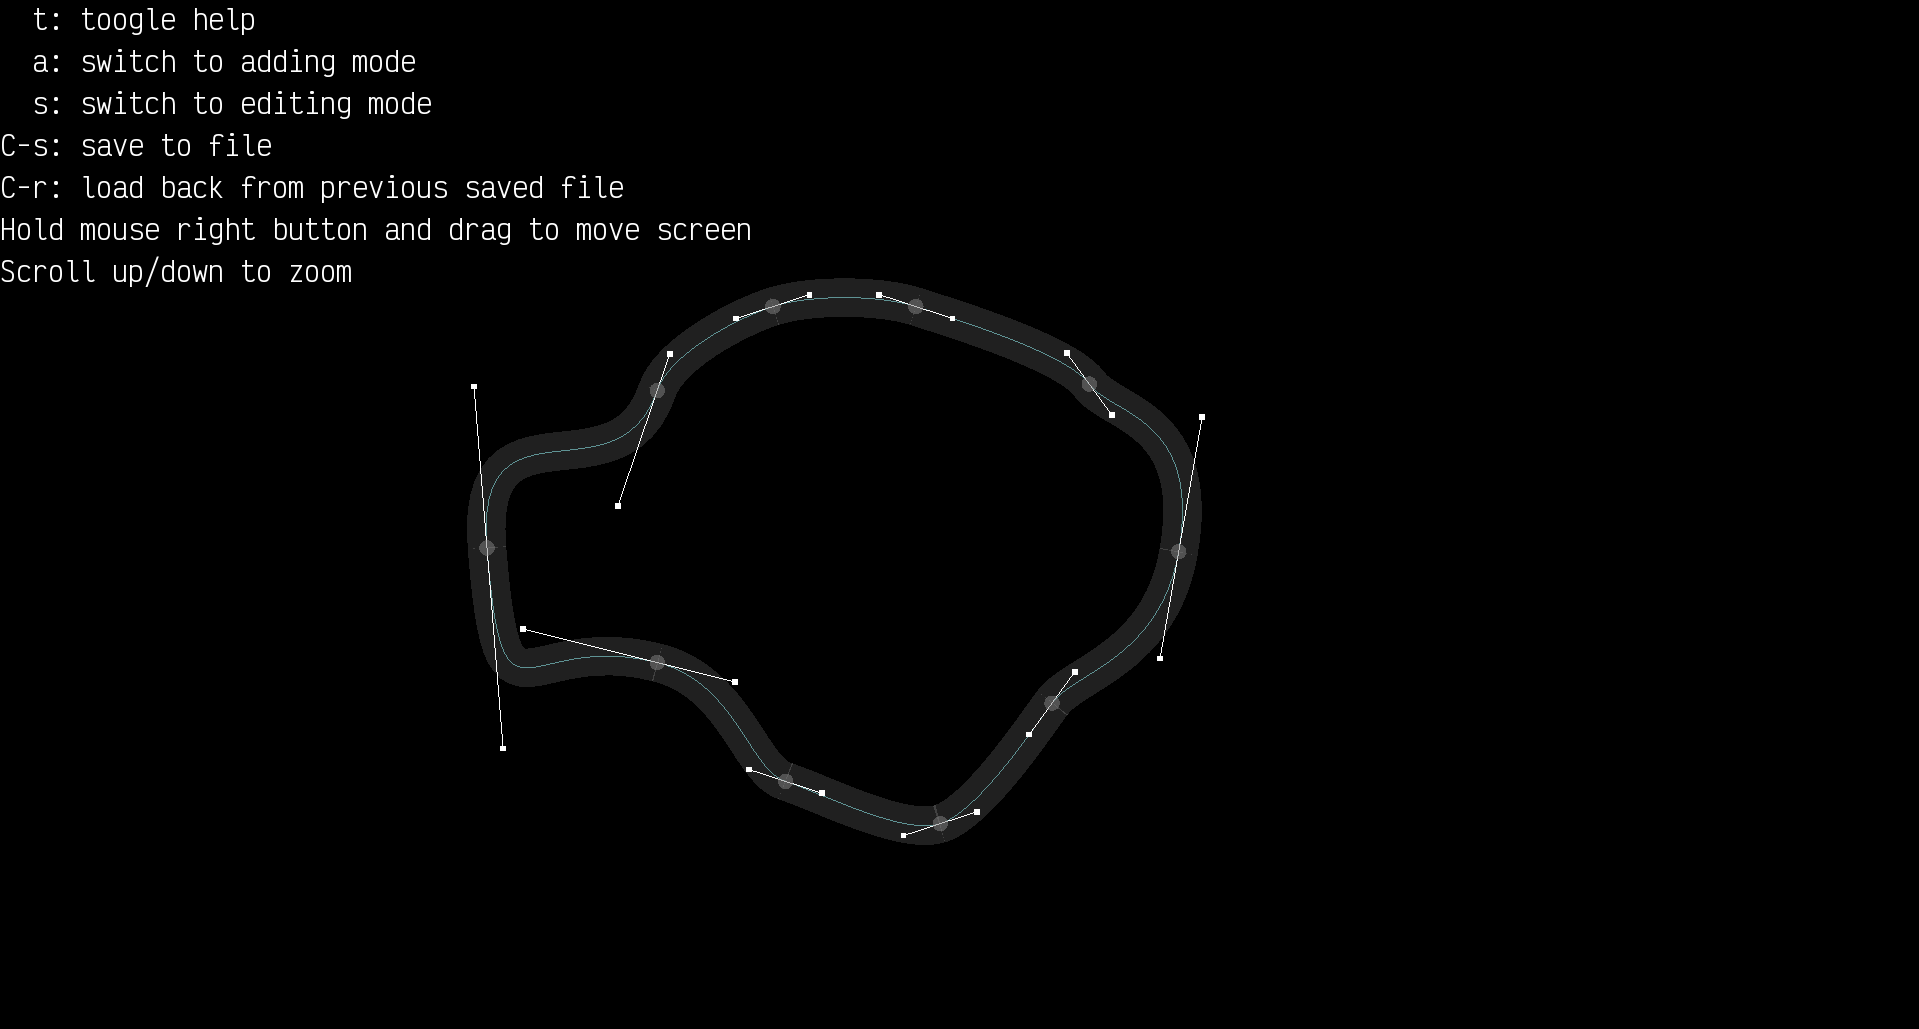 t: toogle help
a: switch to adding mode
s: switch to editing mode
C-s: save to file
C-r: load back from previous saved file
Hold mouse right button and drag to move screen
Scroll up/down to zoom